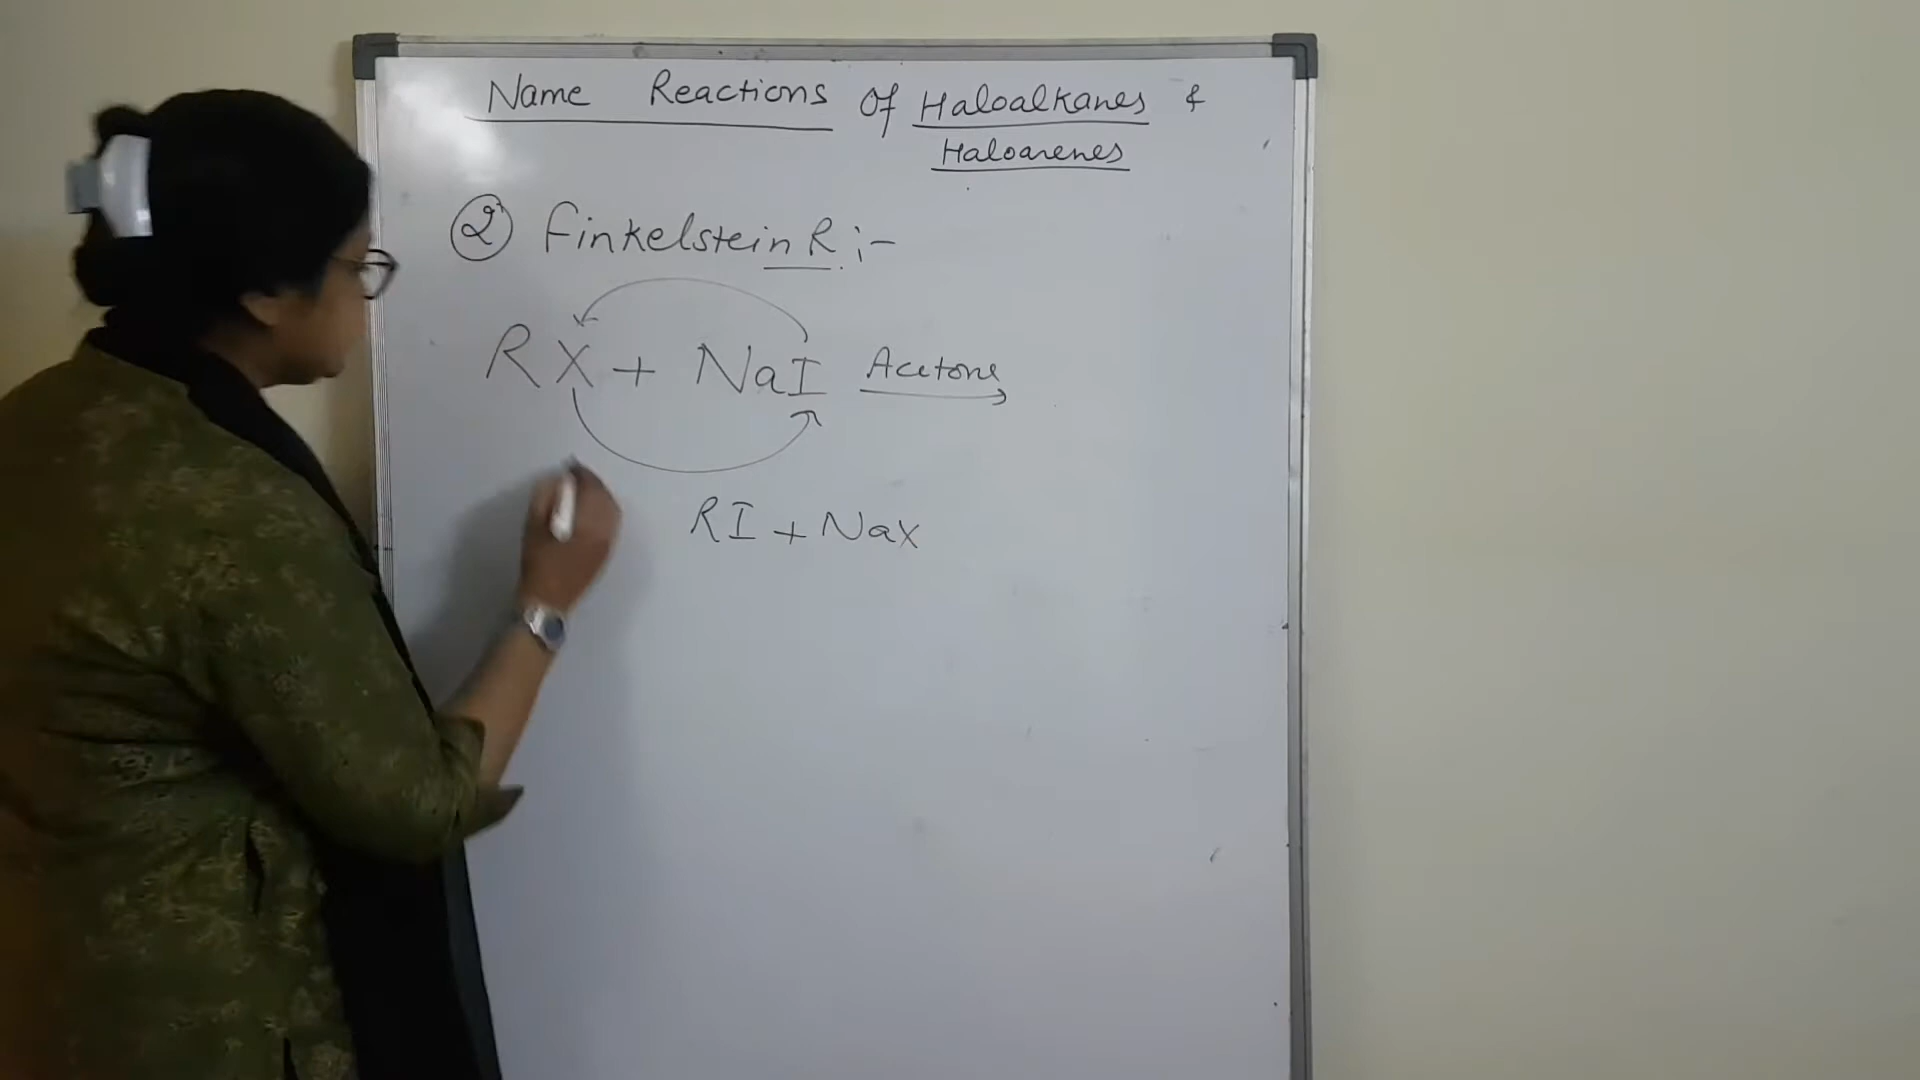 Name Reactions Of Haloalkanes &
Haloarenes
② Finkelstein R :-
RX + NaI Acetone →
RI + NaX